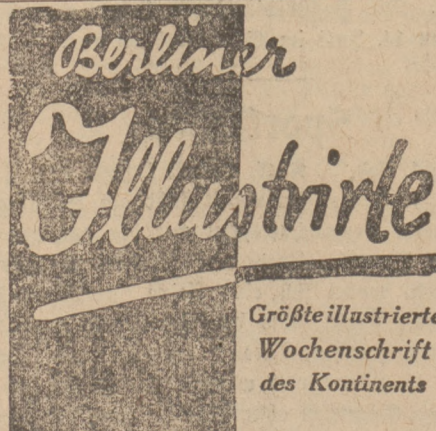 Berliner
Illustrirte
Größte illustrierte
Wochenschrift
des Kontinents